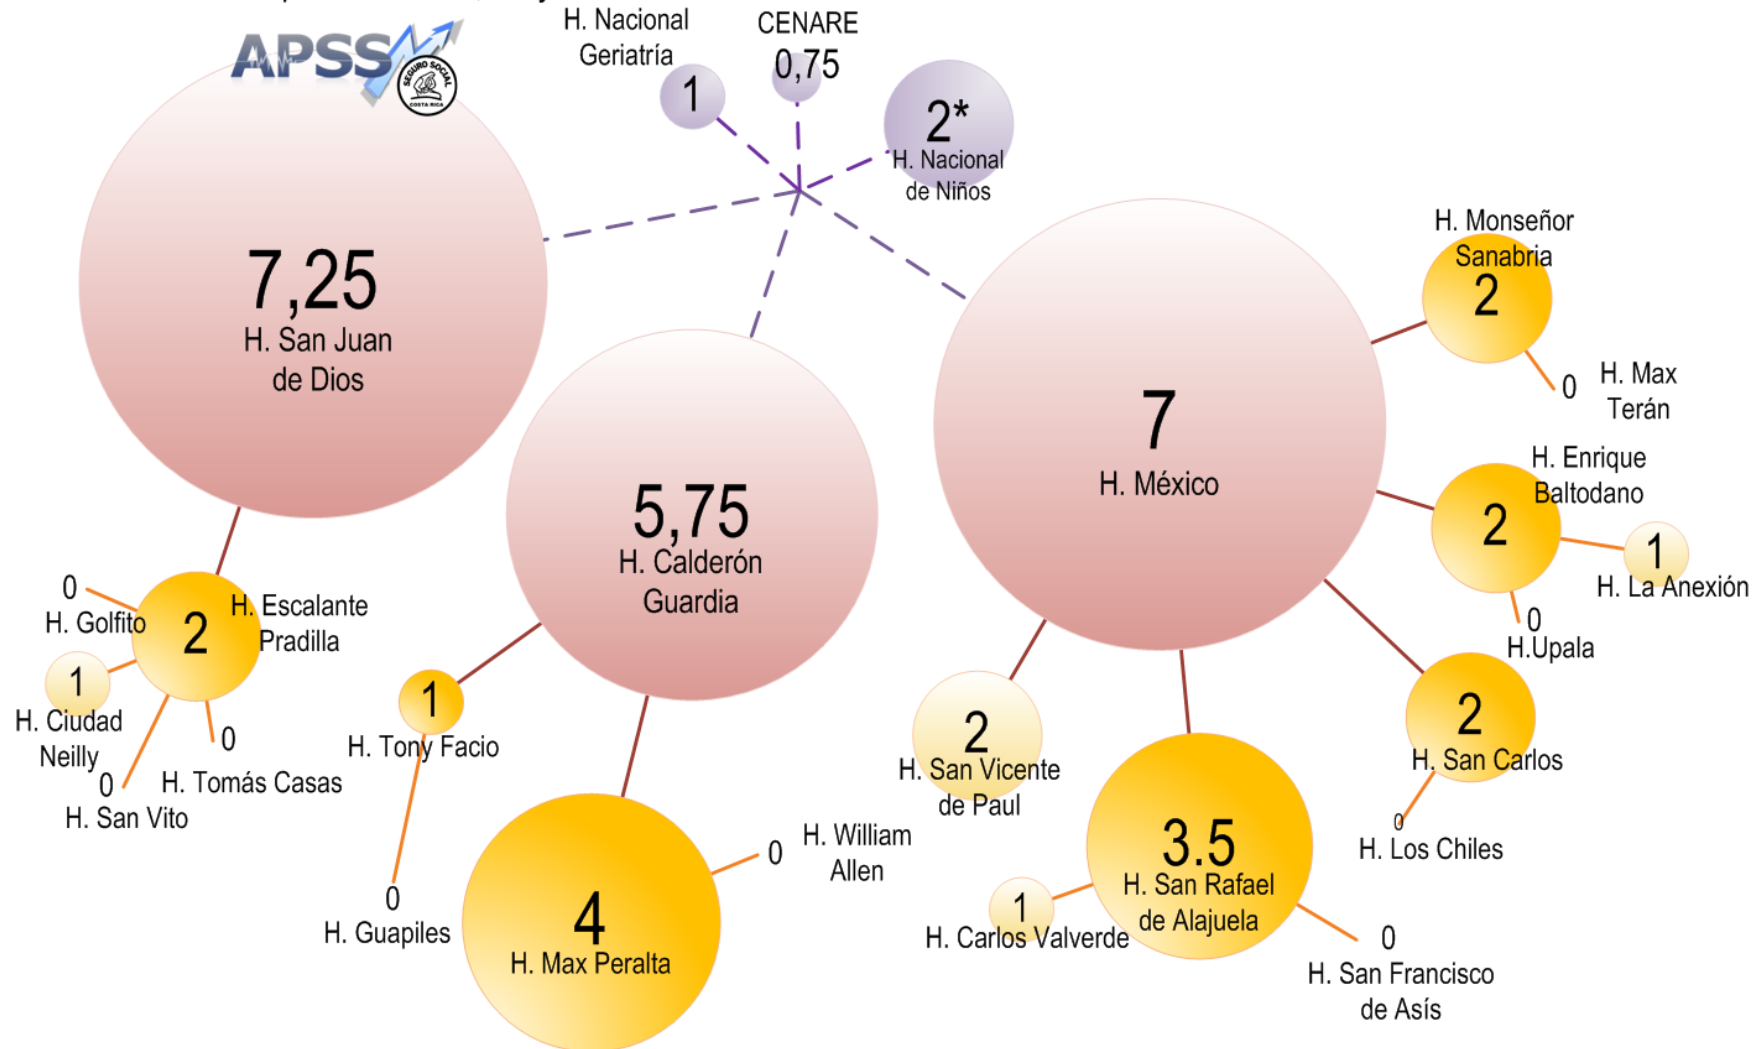 APSS
SEGURO SOCIAL
COSTA RICA
H. Nacional
Geriatría
1
CENARE
0,75
2*
H. Nacional
de Niños
7,25
H. San Juan
de Dios
5,75
H. Calderón
Guardia
7
H. México
H. Monseñor
Sanabria
2
0
H. Max
Terán
H. Enrique
Baltodano
2
1
H. La Anexión
0
H.Upala
2
H. San Carlos
0
H. Los Chiles
2
H. San Vicente
de Paul
3.5
H. San Rafael
de Alajuela
1
H. Carlos Valverde
0
H. San Francisco
de Asís
0
H. Golfito
2
H. Escalante
Pradilla
1
H. Ciudad
Neilly
0
H. San Vito
0
H. Tomás Casas
1
H. Tony Facio
0
H. Guapiles
4
H. Max Peralta
0
H. William
Allen